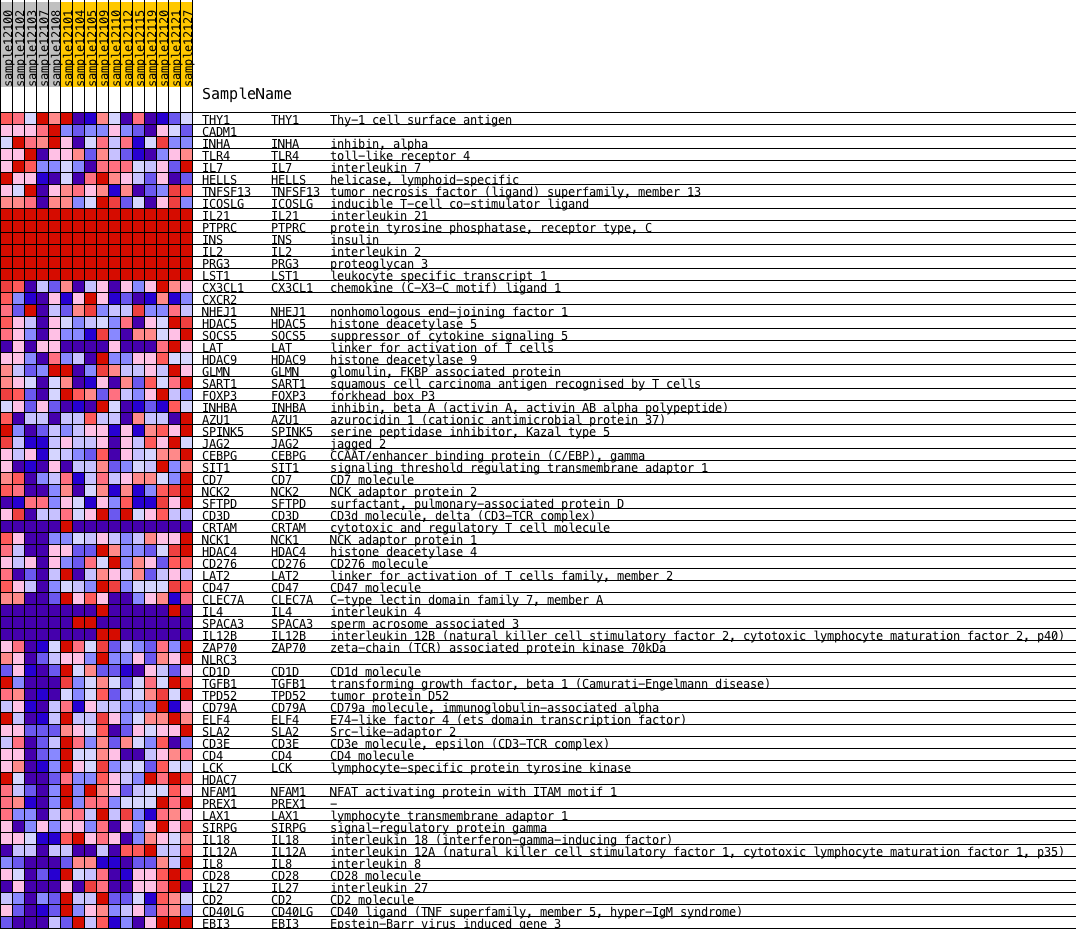 sample12100 sample12102 sample12103 sample12107 sample12108 sample12101 sample12104 sample12105 sample12109 sample12110 sample12112 sample12115 sample12119 sample12120 sample12121 sample12127
SampleName
THY1 THY1 Thy-1 cell surface antigen
CADM1
INHA INHA inhibin, alpha
TLR4 TLR4 toll-like receptor 4
IL7 IL7 interleukin 7
HELLS HELLS helicase, lymphoid-specific
TNFSF13 TNFSF13 tumor necrosis factor (ligand) superfamily, member 13
ICOSLG ICOSLG inducible T-cell co-stimulator ligand
IL21 IL21 interleukin 21
PTPRC PTPRC protein tyrosine phosphatase, receptor type, C
INS INS insulin
IL2 IL2 interleukin 2
PRG3 PRG3 proteoglycan 3
LST1 LST1 leukocyte specific transcript 1
CX3CL1 CX3CL1 chemokine (C-X3-C motif) ligand 1
CXCR2
NHEJ1 NHEJ1 nonhomologous end-joining factor 1
HDAC5 HDAC5 histone deacetylase 5
SOCS5 SOCS5 suppressor of cytokine signaling 5
LAT LAT linker for activation of T cells
HDAC9 HDAC9 histone deacetylase 9
GLMN GLMN glomulin, FKBP associated protein
SART1 SART1 squamous cell carcinoma antigen recognised by T cells
FOXP3 FOXP3 forkhead box P3
INHBA INHBA inhibin, beta A (activin A, activin AB alpha polypeptide)
AZU1 AZU1 azurocidin 1 (cationic antimicrobial protein 37)
SPINK5 SPINK5 serine peptidase inhibitor, Kazal type 5
JAG2 JAG2 jagged 2
CEBPG CEBPG CCAAT/enhancer binding protein (C/EBP), gamma
SIT1 SIT1 signaling threshold regulating transmembrane adaptor 1
CD7 CD7 CD7 molecule
NCK2 NCK2 NCK adaptor protein 2
SFTPD SFTPD surfactant, pulmonary-associated protein D
CD3D CD3D CD3d molecule, delta (CD3-TCR complex)
CRTAM CRTAM cytotoxic and regulatory T cell molecule
NCK1 NCK1 NCK adaptor protein 1
HDAC4 HDAC4 histone deacetylase 4
CD276 CD276 CD276 molecule
LAT2 LAT2 linker for activation of T cells family, member 2
CD47 CD47 CD47 molecule
CLEC7A CLEC7A C-type lectin domain family 7, member A
IL4 IL4 interleukin 4
SPACA3 SPACA3 sperm acrosome associated 3
IL12B IL12B interleukin 12B (natural killer cell stimulatory factor 2, cytotoxic lymphocyte maturation factor 2, p40)
ZAP70 ZAP70 zeta-chain (TCR) associated protein kinase 70kDa
NLRC3
CD1D CD1D CD1d molecule
TGFB1 TGFB1 transforming growth factor, beta 1 (Camurati-Engelmann disease)
TPD52 TPD52 tumor protein D52
CD79A CD79A CD79a molecule, immunoglobulin-associated alpha
ELF4 ELF4 E74-like factor 4 (ets domain transcription factor)
SLA2 SLA2 Src-like-adaptor 2
CD3E CD3E CD3e molecule, epsilon (CD3-TCR complex)
CD4 CD4 CD4 molecule
LCK LCK lymphocyte-specific protein tyrosine kinase
HDAC7
NFAM1 NFAM1 NFAT activating protein with ITAM motif 1
PREX1 PREX1 -
LAX1 LAX1 lymphocyte transmembrane adaptor 1
SIRPG SIRPG signal-regulatory protein gamma
IL18 IL18 interleukin 18 (interferon-gamma-inducing factor)
IL12A IL12A interleukin 12A (natural killer cell stimulatory factor 1, cytotoxic lymphocyte maturation factor 1, p35)
IL8 IL8 interleukin 8
CD28 CD28 CD28 molecule
IL27 IL27 interleukin 27
CD2 CD2 CD2 molecule
CD40LG CD40LG CD40 ligand (TNF superfamily, member 5, hyper-IgM syndrome)
EBI3 EBI3 Epstein-Barr virus induced gene 3